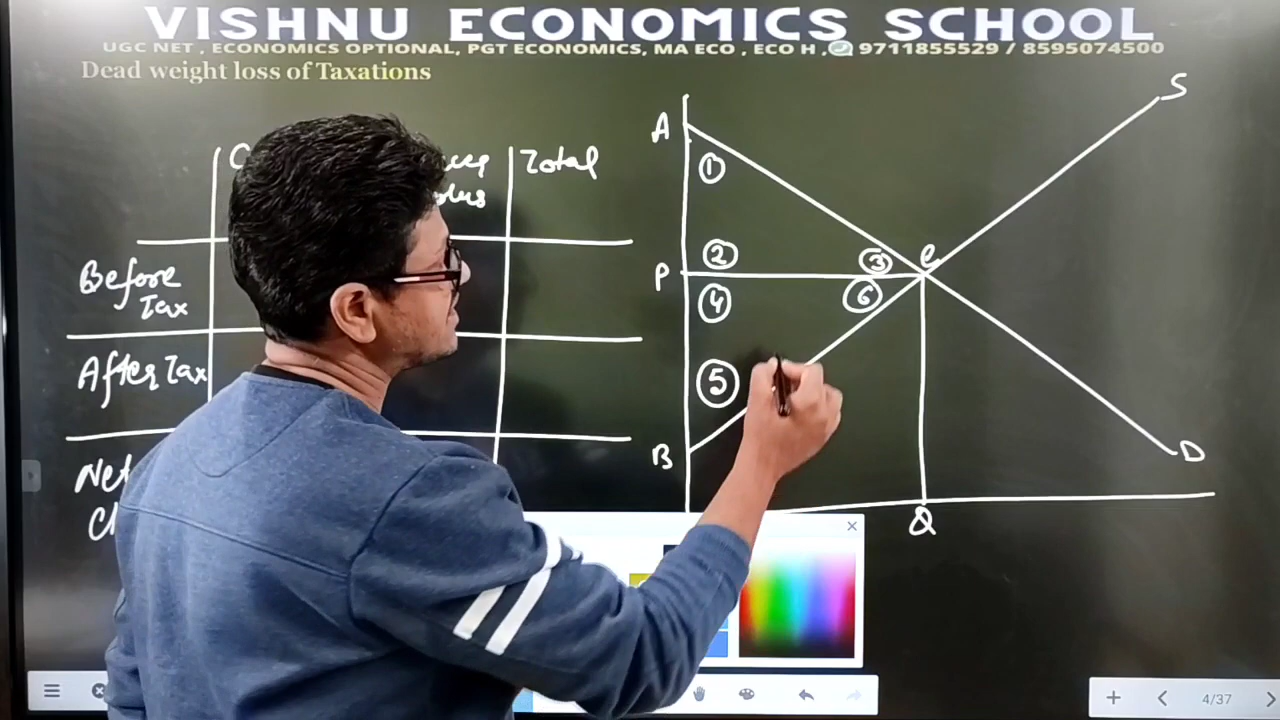 VISHNU ECONOMICS SCHOOL
UGC NET , ECONOMICS OPTIONAL, PGT ECONOMICS, MA ECO , ECO H , 9711855529 / 8595074500
Dead weight loss of Taxations
Total
Before
Tax
After Tax
Net
A
1
S
P
2
3
e
4
6
5
B
D
Q
4/37